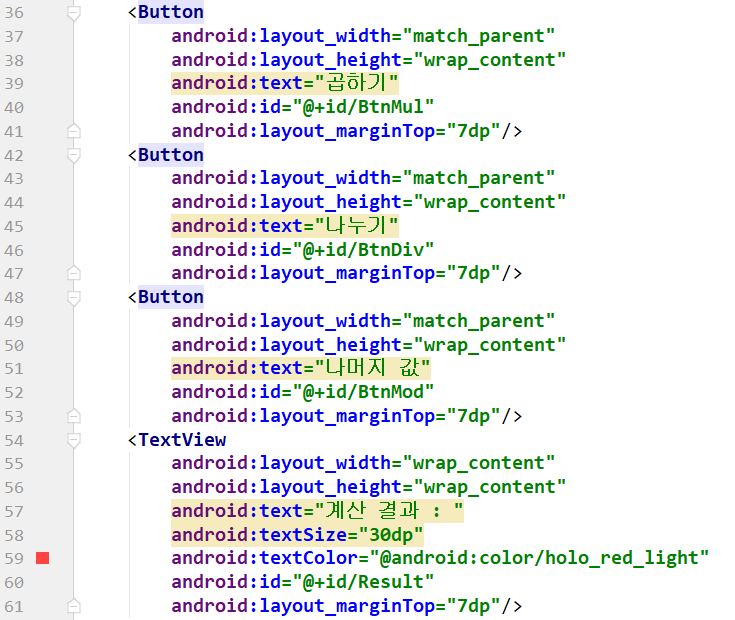 36 <Button
37 android:layout_width="match_parent"
38 android:layout_height="wrap_content"
39 android:text="곱하기"
40 android:id="@+id/BtnMul"
41 android:layout_marginTop="7dp"/>
42 <Button
43 android:layout_width="match_parent"
44 android:layout_height="wrap_content"
45 android:text="나누기"
46 android:id="@+id/BtnDiv"
47 android:layout_marginTop="7dp"/>
48 <Button
49 android:layout_width="match_parent"
50 android:layout_height="wrap_content"
51 android:text="나머지 값"
52 android:id="@+id/BtnMod"
53 android:layout_marginTop="7dp"/>
54 <TextView
55 android:layout_width="wrap_content"
56 android:layout_height="wrap_content"
57 android:text="계산 결과 : "
58 android:textSize="30dp"
59 android:textColor="@android:color/holo_red_light"
60 android:id="@+id/Result"
61 android:layout_marginTop="7dp"/>